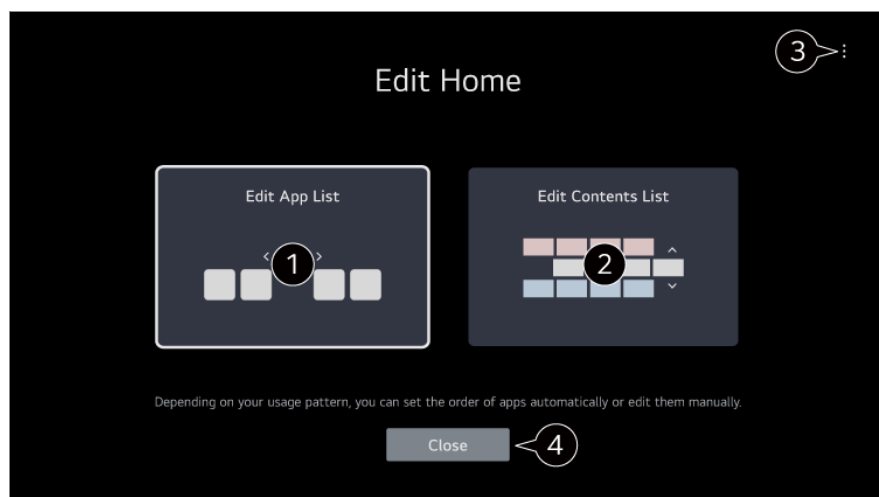 3
Edit Home
Edit App List
Edit Contents List
1
2
Depending on your usage pattern, you can set the order of apps automatically or edit them manually.
Close
4